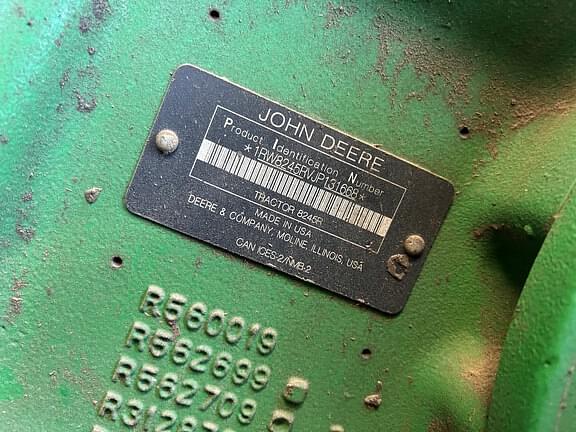 JOHN DEERE
Product Identification Number
*1RW8245RVJP131668*
TRACTOR 8245R
MADE IN USA
DEERE & COMPANY, MOLINE, ILLINOIS, USA
CAN ICES-2/NMB-2
R560019
R562699
R562709